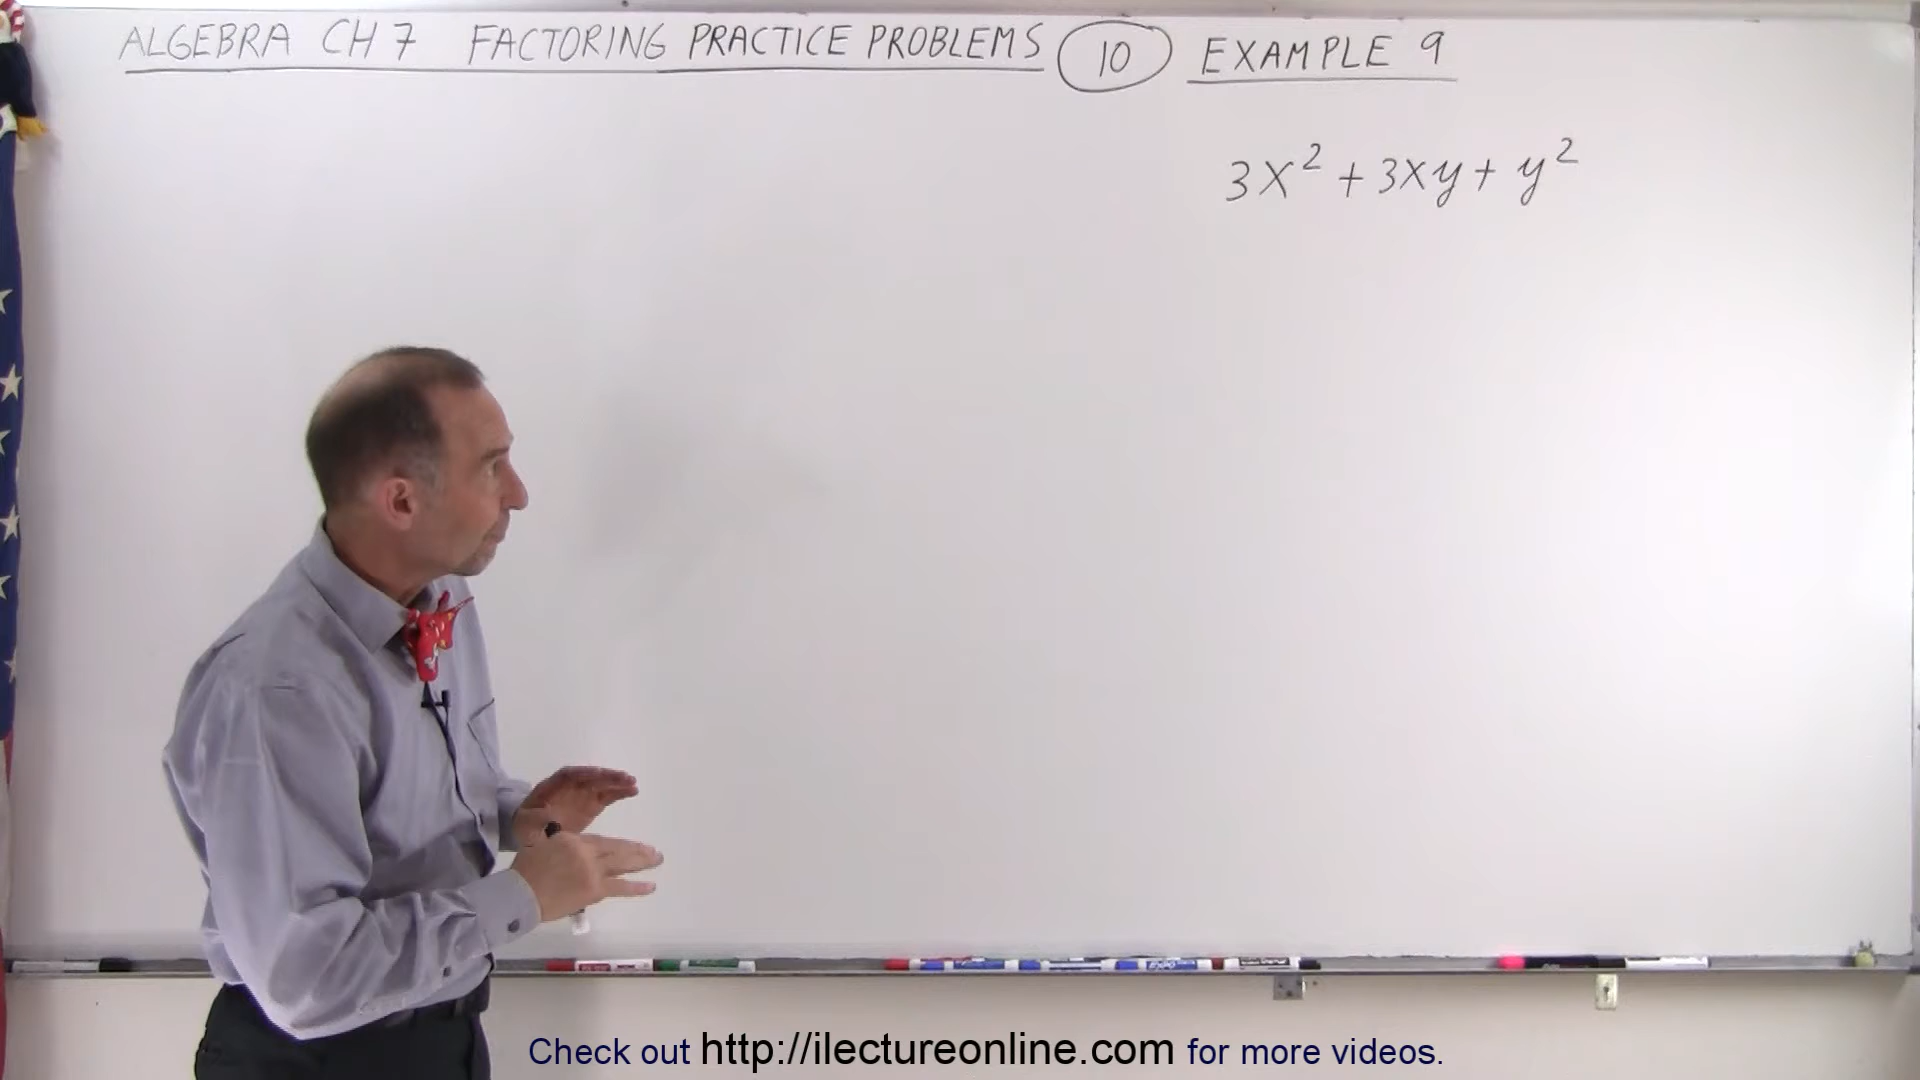 ALGEBRA CH 7 FACTORING PRACTICE PROBLEMS 10 EXAMPLE 9
3x² + 3xy + y²
Check out http://ilectureonline.com for more videos.